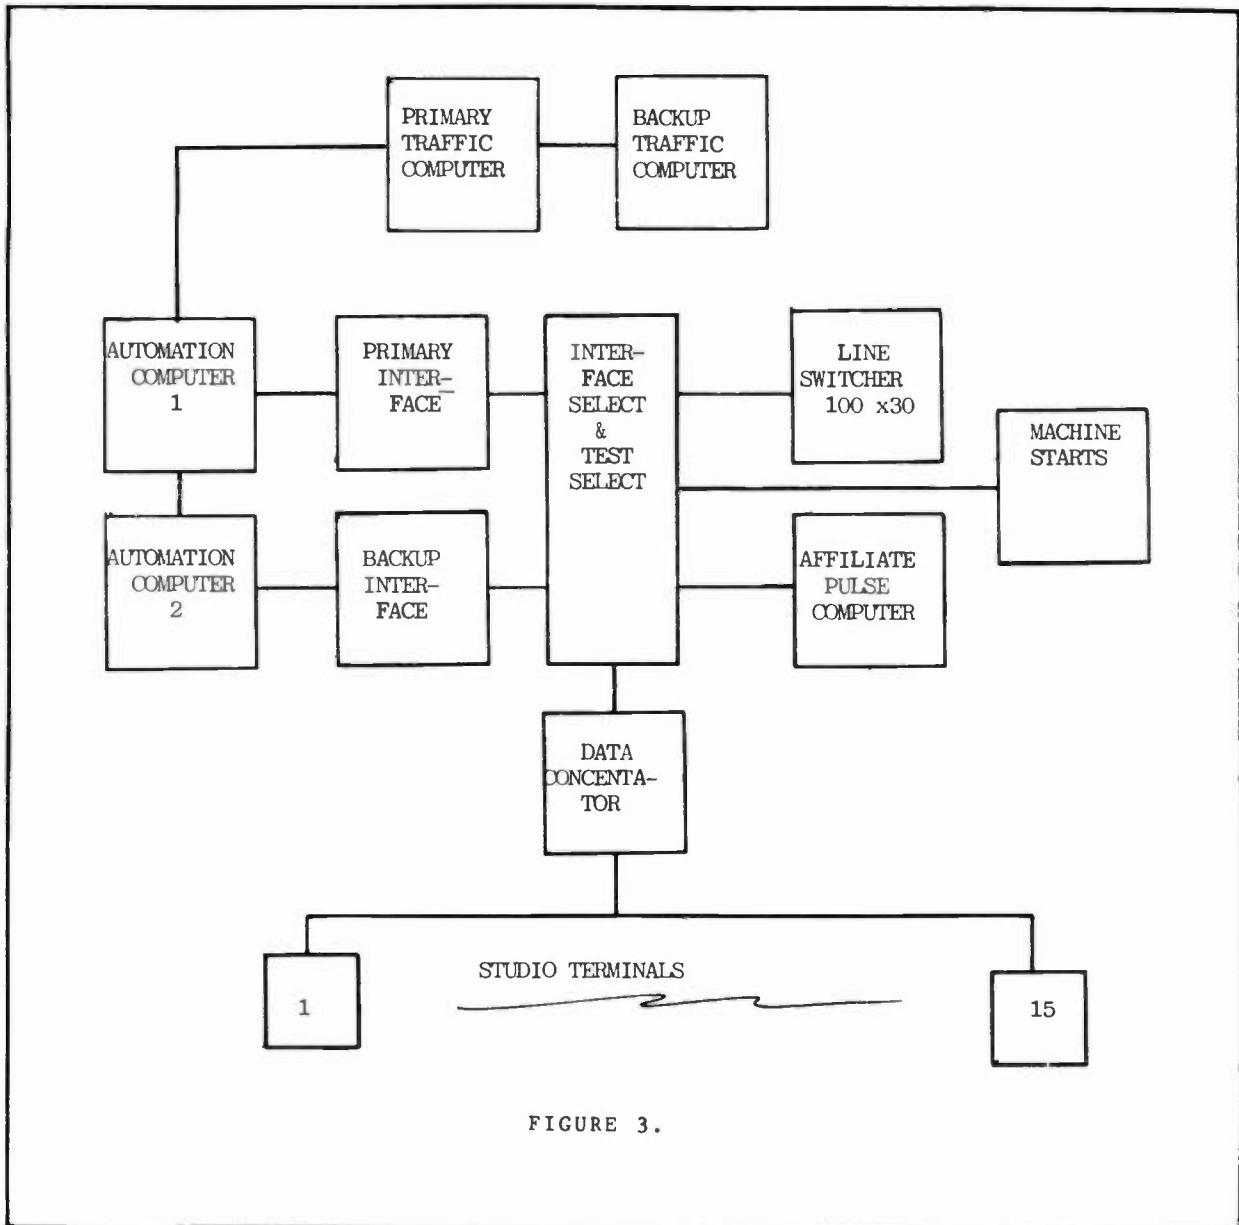 PRIMARY
TRAFFIC
COMPUTER
BACKUP
TRAFFIC
COMPUTER
AUTOMATION
COMPUTER
1
PRIMARY
INTER-
FACE
INTER-
FACE
SELECT
&
TEST
SELECT
LINE
SWITCHER
100 x30
MACHINE
STARTS
AUTOMATION
COMPUTER
2
BACKUP
INTER-
FACE
AFFILIATE
PULSE
COMPUTER
DATA
CONCENTA-
TOR
STUDIO TERMINALS
1
15
FIGURE 3.